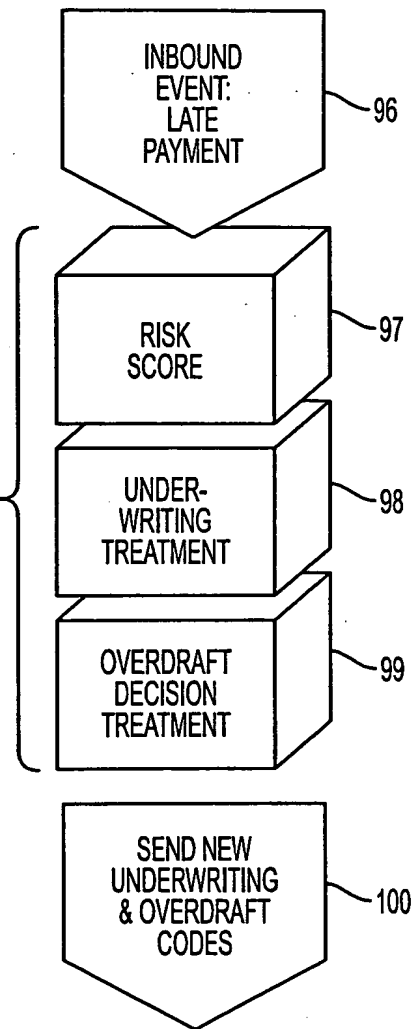 INBOUND
EVENT:
LATE
PAYMENT
96
RISK
SCORE
97
UNDER-
WRITING
TREATMENT
98
OVERDRAFT
DECISION
TREATMENT
99
SEND NEW
UNDERWRITING
& OVERDRAFT
CODES
100